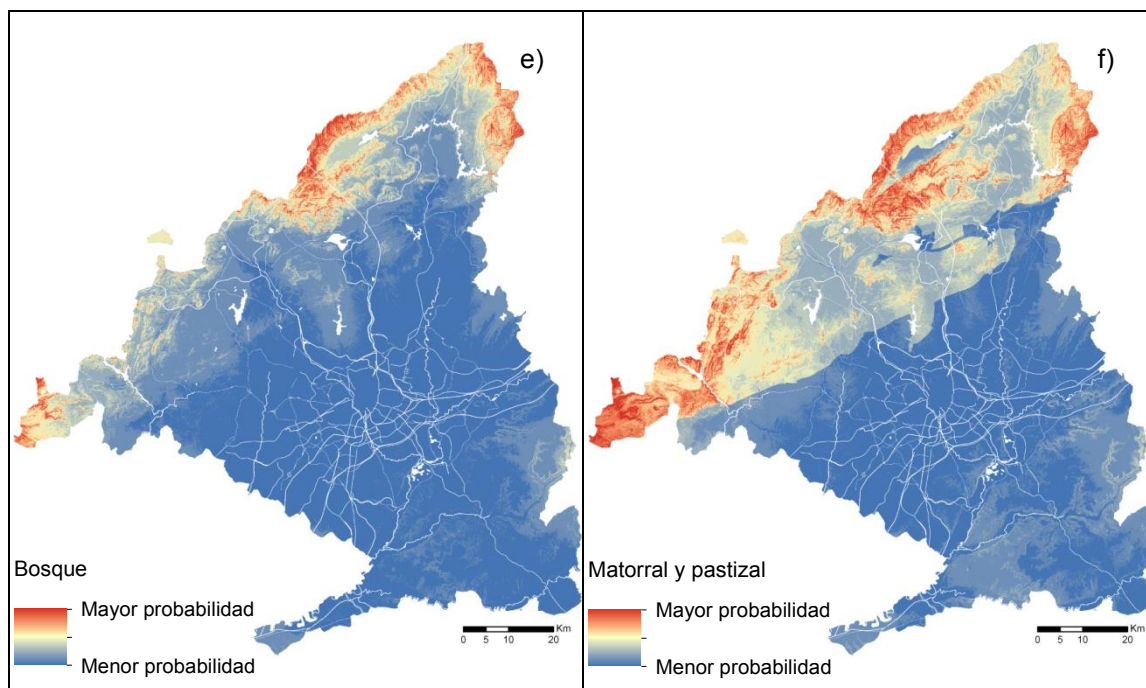 e)
Bosque
Mayor probabilidad
Menor probabilidad
Km
0 5 10 20
f)
Matorral y pastizal
Mayor probabilidad
Menor probabilidad
Km
0 5 10 20